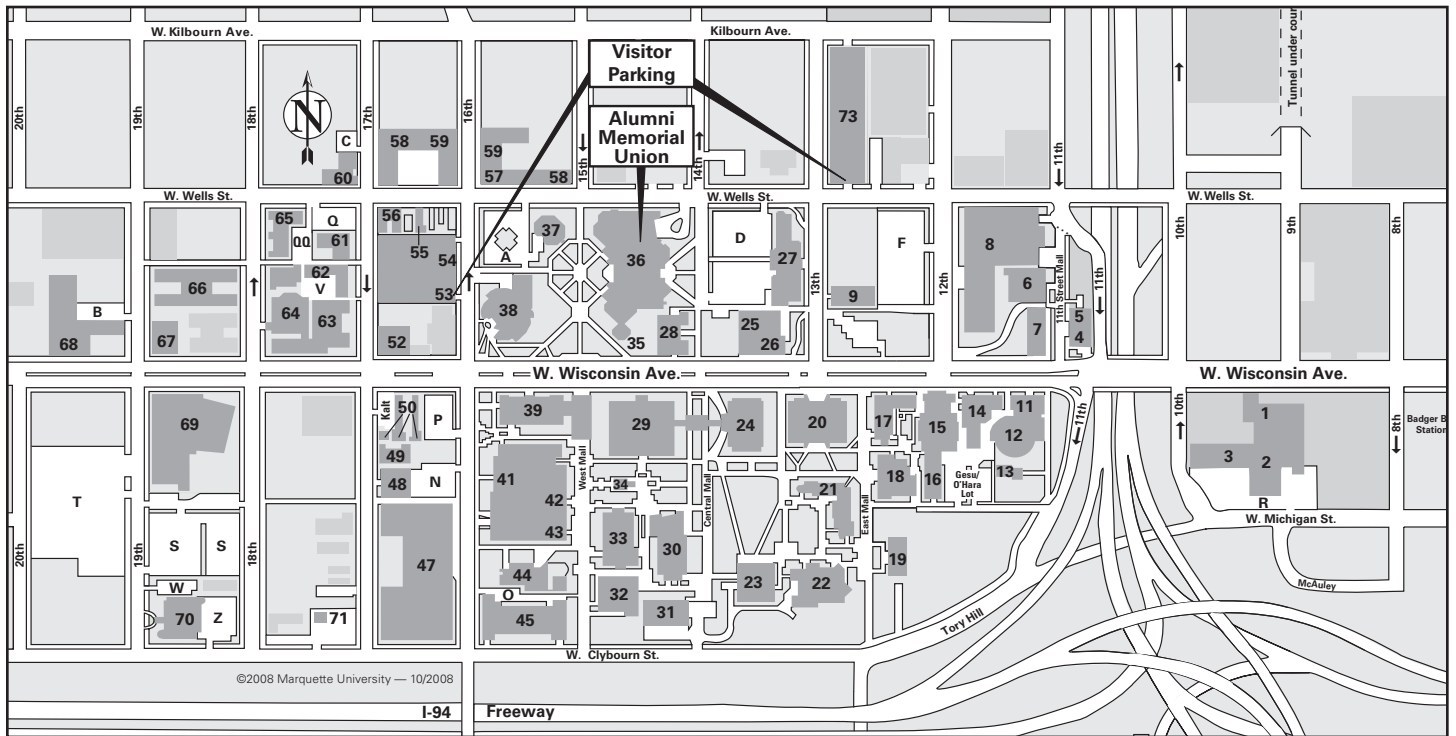 W. Kilbourn Ave.
Kilbourn Ave.
Visitor
Parking
Alumni
Memorial
Union
N
20th
19th
18th
17th
16th
15th
14th
11th
Tunnel under cour
C
60
58
59
59
57
58
73
W. Wells St.
W. Wells St.
W. Wells St.
65
Q
QQ
61
56
55
54
53
A
37
36
D
27
F
8
6
9
13th
12th
11th Street Mall
11th
10th
9th
8th
66
62
V
64
63
67
B
68
52
38
35
28
25
26
7
5
4
W. Wisconsin Ave.
W. Wisconsin Ave.
69
Kalt
50
P
49
48
N
39
29
24
20
17
15
14
11
12
13
18
16
Gesu/
O'Hara
Lot
11th
10th
1
3
2
R
8th
Badger B
Station
T
41
42
43
West Mall
34
Central Mall
21
East Mall
W. Michigan St.
20th
19th
18th
S
S
W
70
Z
71
47
33
30
44
O
45
32
31
23
22
19
Tory Hill
McAuley
W. Clybourn St.
©2008 Marquette University — 10/2008
I-94
Freeway